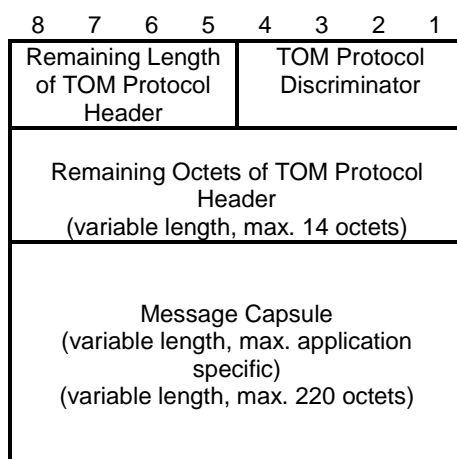 8 7 6 5 4 3 2 1
Remaining Length
of TOM Protocol
Header
TOM Protocol
Discriminator
Remaining Octets of TOM Protocol
Header
(variable length, max. 14 octets)
Message Capsule
(variable length, max. application
specific)
(variable length, max. 220 octets)